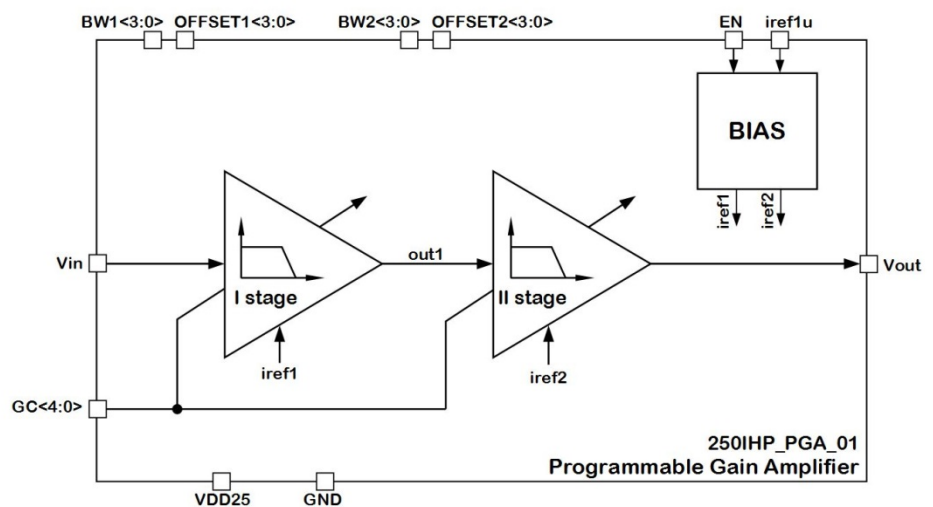 BW1<3:0> OFFSET1<3:0> BW2<3:0> OFFSET2<3:0> EN iref1u
BIAS
iref1 iref2
Vin
out1
Vout
I stage
II stage
iref1
iref2
GC<4:0>
250IHP_PGA_01
Programmable Gain Amplifier
VDD25 GND